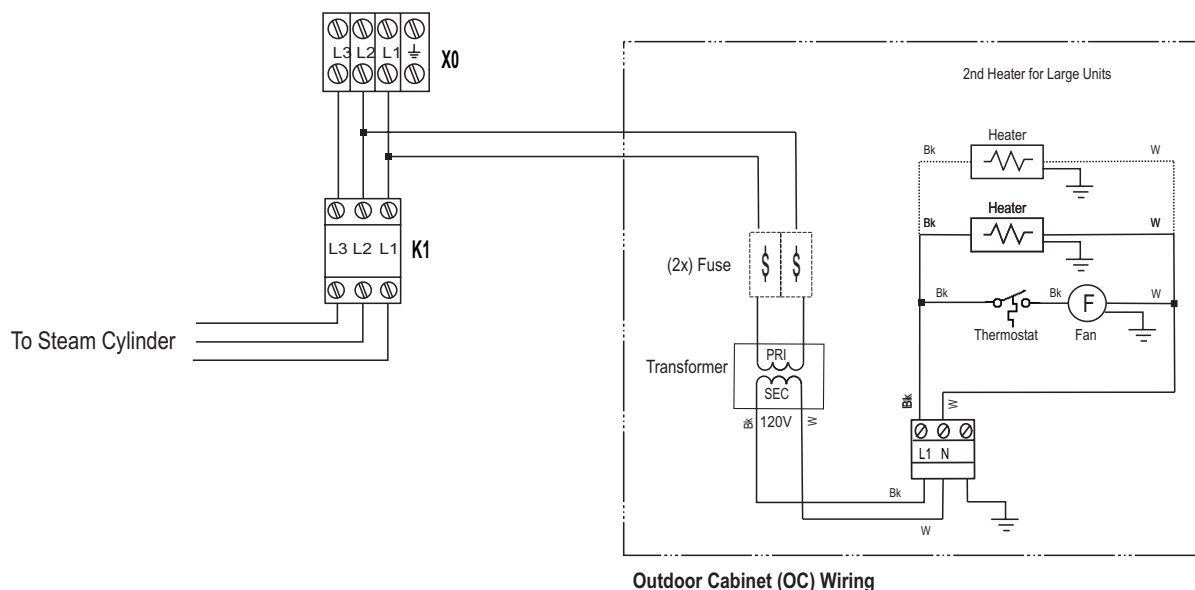 L3 L2 L1
X0
2nd Heater for Large Units
Heater
Bk
W
Heater
Bk
W
L3 L2 L1
K1
(2x) Fuse
Bk
Bk
F
W
Thermostat
Fan
To Steam Cylinder
Transformer
PRI
SEC
Bk
120V
W
Bk
W
L1 N
Bk
W
Outdoor Cabinet (OC) Wiring